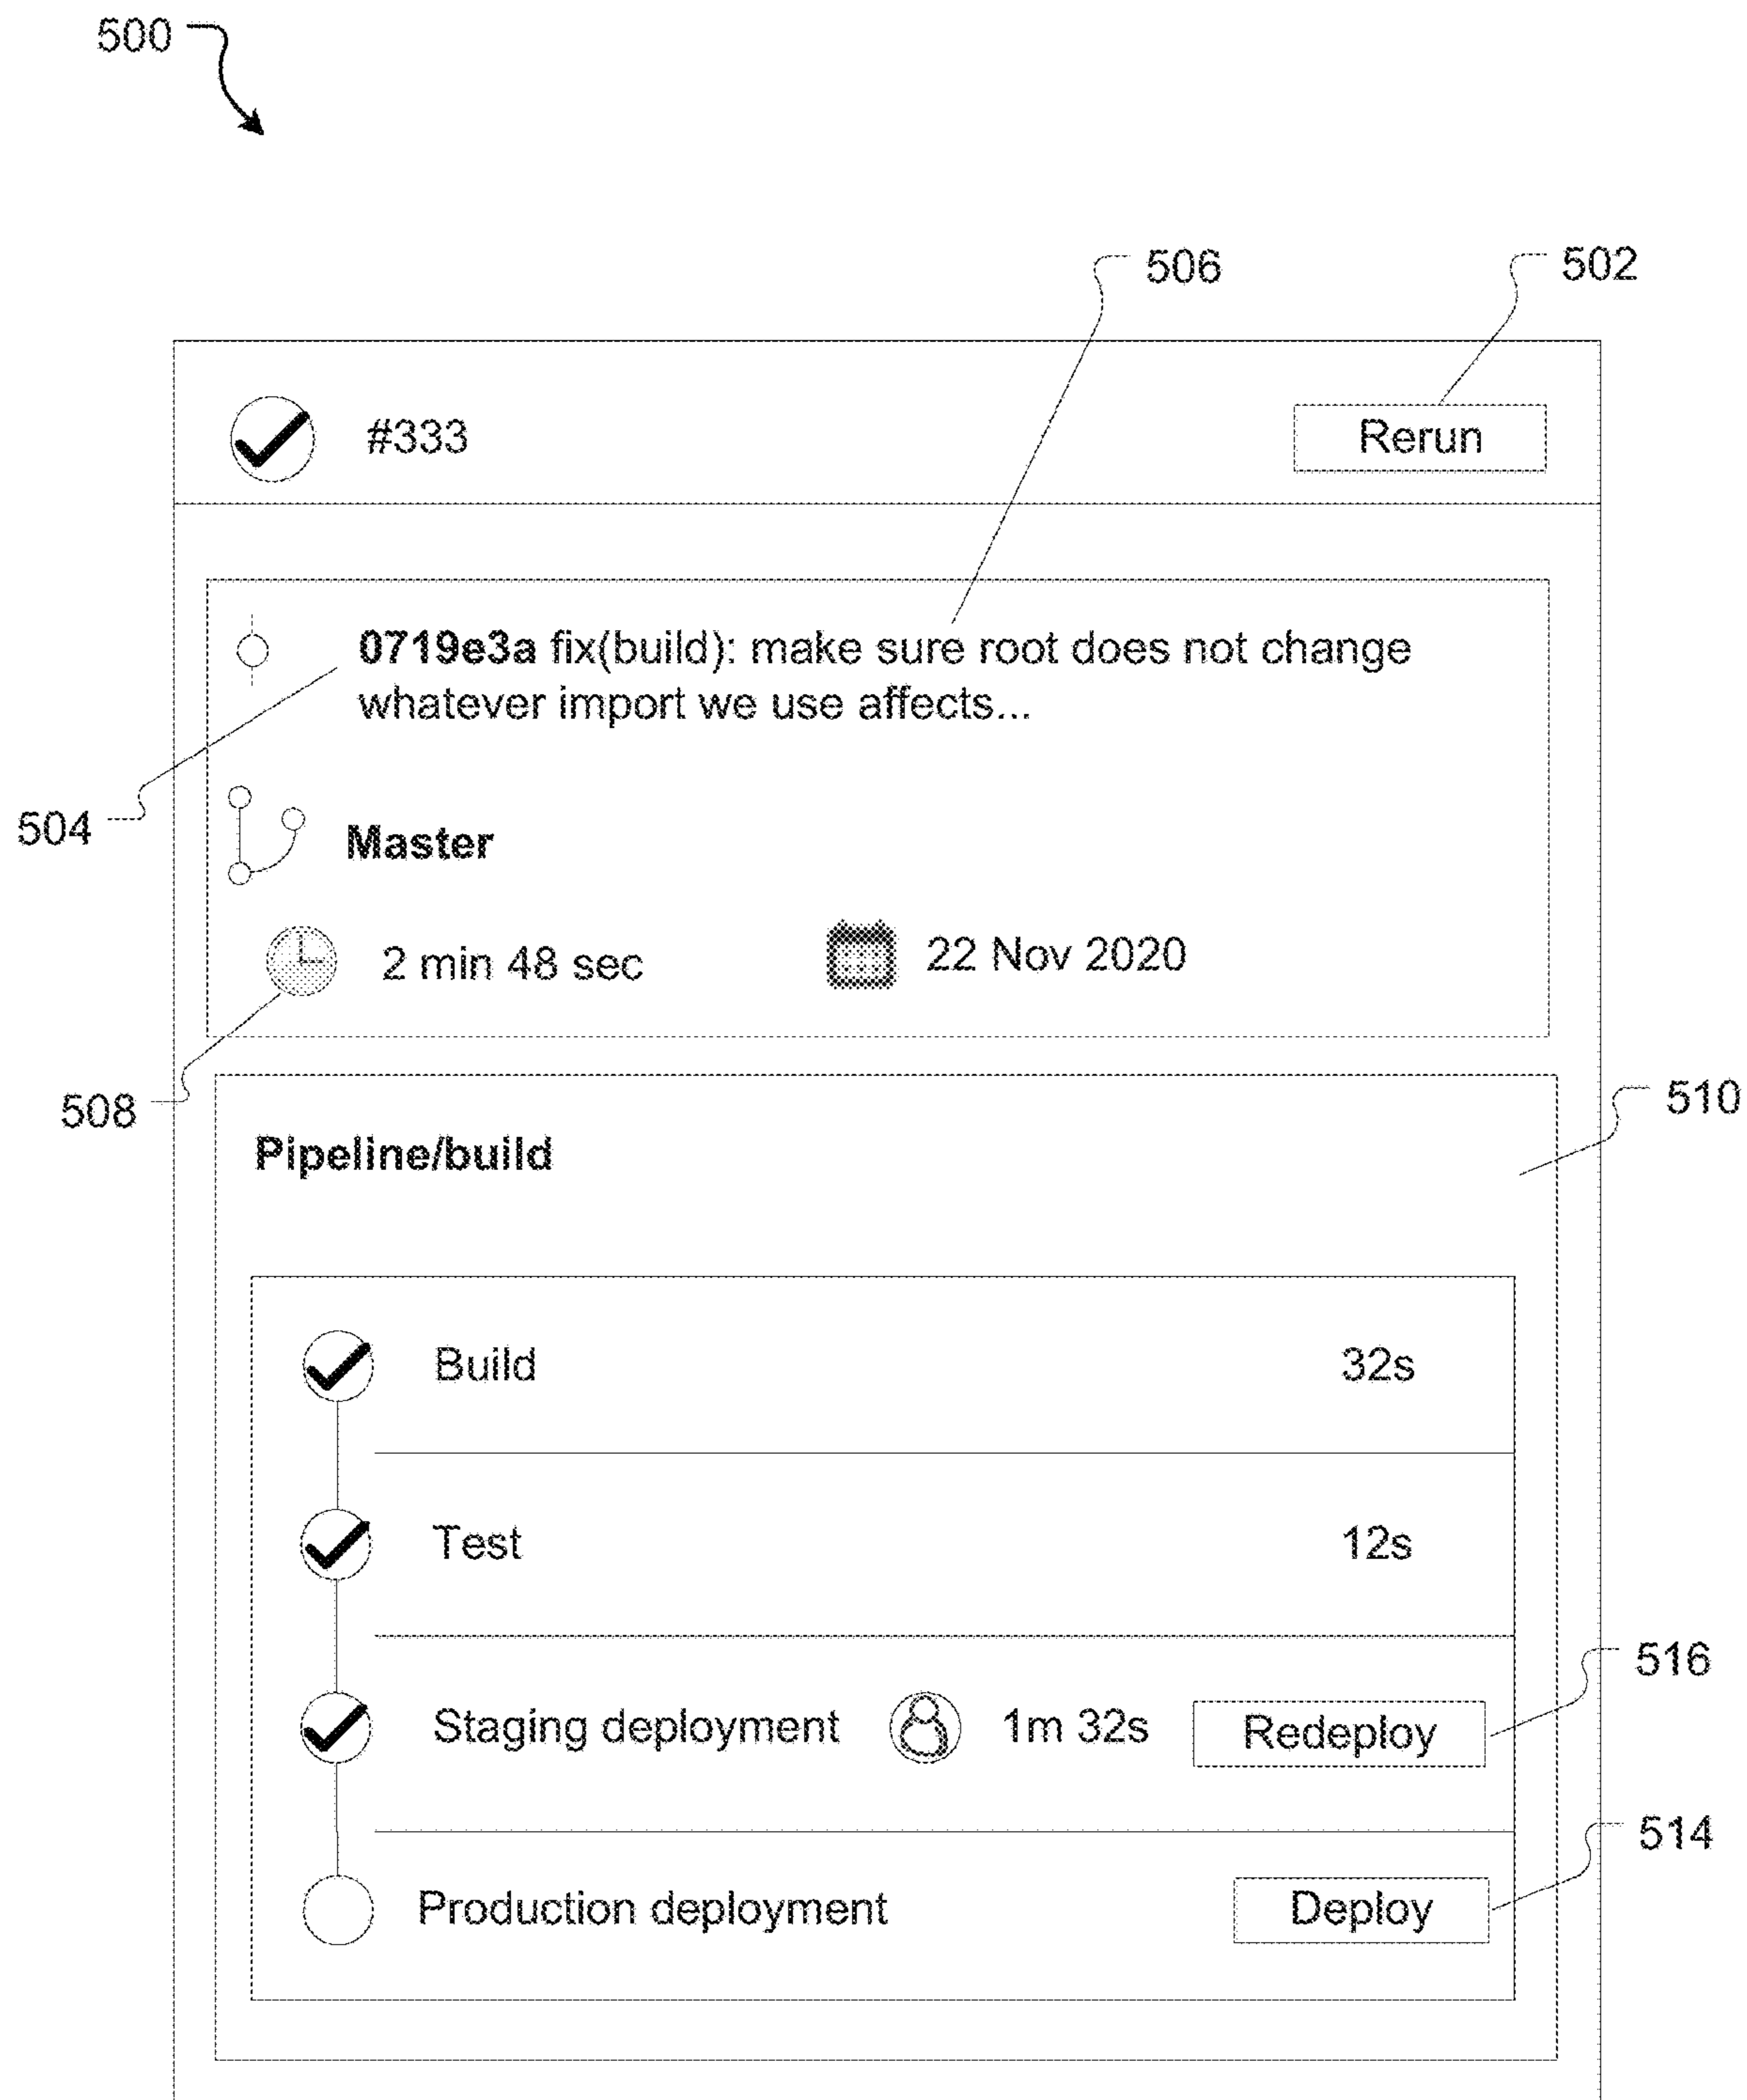 500
506
502
#333
Rerun
0719e3a fix(build): make sure root does not change
whatever import we use affects...
504
Master
2 min 48 sec
22 Nov 2020
508
510
Pipeline/build
Build
32s
Test
12s
516
Staging deployment
1m 32s
Redeploy
514
Production deployment
Deploy